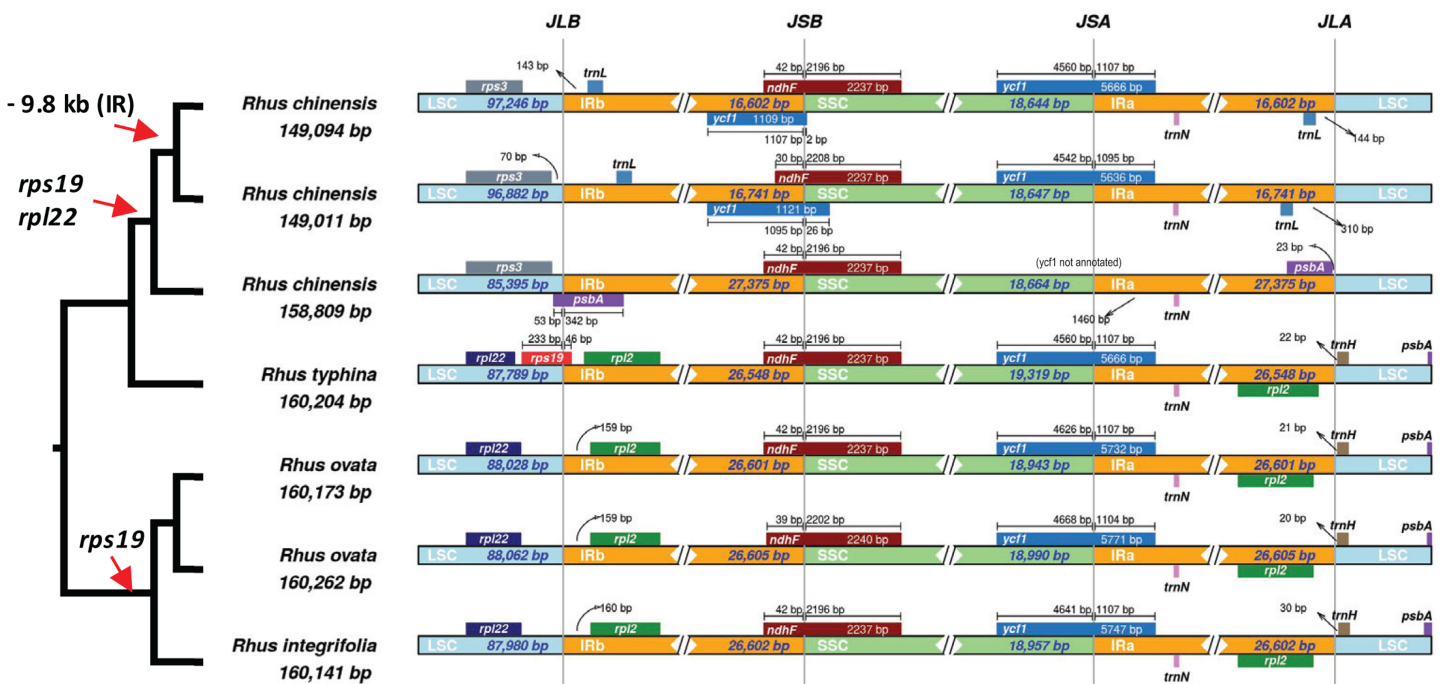 JLB JSB JSA JLA
- 9.8 kb (IR)
rps19
rpl22
rps19
143 bp trnL 42 bp 2196 bp 4560 bp 1107 bp
rps3 ndhF 2237 bp ycf1 5666 bp
Rhus chinensis LSC 97,246 bp IRb 16,602 bp SSC 18,644 bp IRa 16,602 bp LSC
149,094 bp ycf1 1109 bp trnN trnL 144 bp
1107 bp 2 bp
70 bp trnL 30 bp 2208 bp 4542 bp 1095 bp
rps3 ndhF 2237 bp ycf1 5636 bp
Rhus chinensis LSC 96,882 bp IRb 16,741 bp SSC 18,647 bp IRa 16,741 bp LSC
149,011 bp ycf1 1121 bp trnN trnL 310 bp
1095 bp 26 bp
42 bp 2196 bp (ycf1 not annotated) 23 bp
rps3 ndhF 2237 bp psbA
Rhus chinensis LSC 85,395 bp IRb 27,375 bp SSC 18,664 bp IRa 27,375 bp LSC
158,809 bp psbA trnN
53 bp 342 bp 1460 bp
233 bp 46 bp 42 bp 2196 bp 4560 bp 1107 bp 22 bp trnH psbA
rpl22 rps19 rpl2 ndhF 2237 bp ycf1 5666 bp
Rhus typhina LSC 87,789 bp IRb 26,548 bp SSC 19,319 bp IRa 26,548 bp LSC
160,204 bp trnN rpl2
159 bp 42 bp 2196 bp 4626 bp 1107 bp 21 bp trnH psbA
rpl22 rpl2 ndhF 2237 bp ycf1 5732 bp
Rhus ovata LSC 88,028 bp IRb 26,601 bp SSC 18,943 bp IRa 26,601 bp LSC
160,173 bp trnN rpl2
159 bp 39 bp 2202 bp 4668 bp 1104 bp 20 bp trnH psbA
rpl22 rpl2 ndhF 2240 bp ycf1 5771 bp
Rhus ovata LSC 88,062 bp IRb 26,605 bp SSC 18,990 bp IRa 26,605 bp LSC
160,262 bp trnN rpl2
160 bp 42 bp 2196 bp 4641 bp 1107 bp 30 bp trnH psbA
rpl22 rpl2 ndhF 2237 bp ycf1 5747 bp
Rhus integrifolia LSC 87,980 bp IRb 26,602 bp SSC 18,957 bp IRa 26,602 bp LSC
160,141 bp trnN rpl2